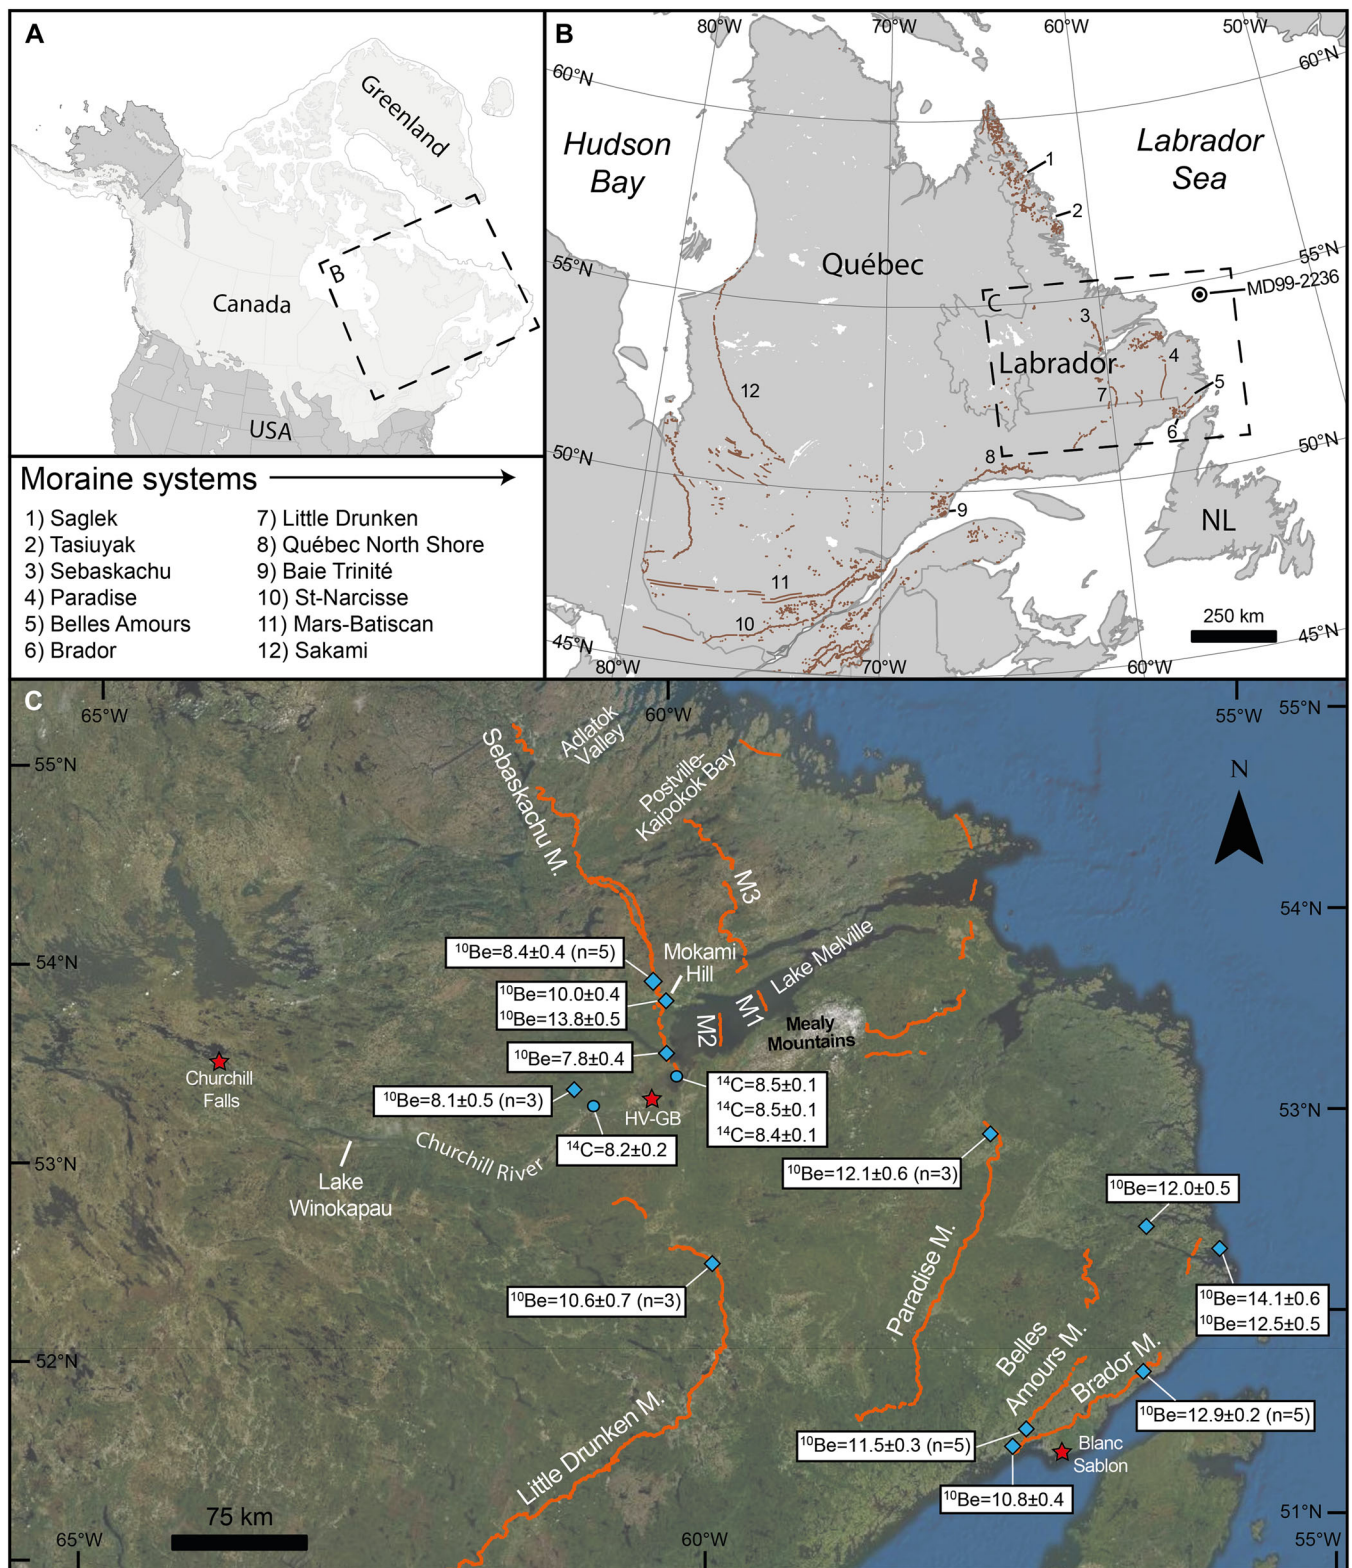 A
Greenland
B
Canada
USA
Moraine systems
1) Saglek
2) Tasiuyak
3) Sebaskachu
4) Paradise
5) Belles Amours
6) Brador
7) Little Drunken
8) Québec North Shore
9) Baie Trinité
10) St-Narcisse
11) Mars-Batiscan
12) Sakami
B
80°W
70°W
60°W
50°W
60°N
60°N
Hudson
Bay
Labrador
Sea
1
2
55°N
55°N
Québec
MD99-2236
C
3
Labrador
4
5
12
7
6
50°N
50°N
8
9
NL
11
10
250 km
45°N
45°N
80°W
70°W
60°W
C
65°W
60°W
55°W
55°N
55°N
Adlatok
Valley
Sebaskachu M.
Postville-
Kaipokok Bay
N
M3
54°N
54°N
¹⁰Be=8.4±0.4 (n=5)
Mokami
Hill
Lake Melville
¹⁰Be=10.0±0.4
¹⁰Be=13.8±0.5
M1
M2
Mealy
Mountains
¹⁰Be=7.8±0.4
Churchill
Falls
¹⁴C=8.5±0.1
¹⁴C=8.5±0.1
¹⁴C=8.4±0.1
¹⁰Be=8.1±0.5 (n=3)
HV-GB
53°N
53°N
¹⁴C=8.2±0.2
Churchill River
Lake
Winokapau
¹⁰Be=12.1±0.6 (n=3)
¹⁰Be=12.0±0.5
Paradise M.
¹⁰Be=10.6±0.7 (n=3)
¹⁰Be=14.1±0.6
¹⁰Be=12.5±0.5
52°N
52°N
Belles
Amours M.
Brador M.
Little Drunken M.
¹⁰Be=12.9±0.2 (n=5)
¹⁰Be=11.5±0.3 (n=5)
Blanc
Sablon
¹⁰Be=10.8±0.4
75 km
51°N
65°W
60°W
55°W